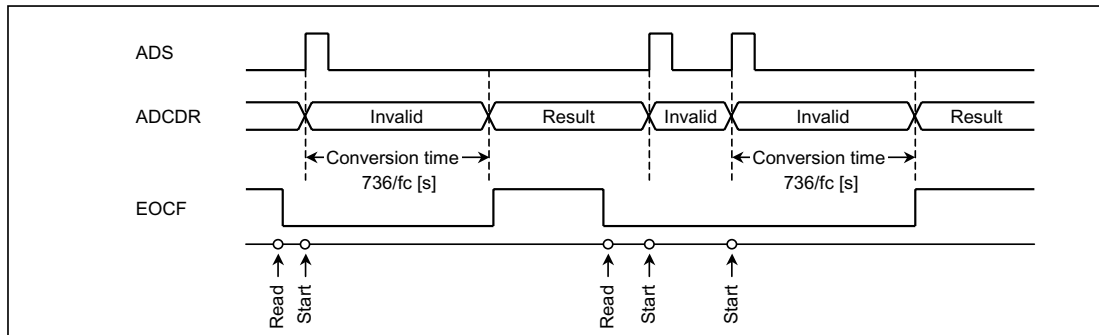 ADS
ADCDR
Invalid
Result
Invalid
Invalid
Result
Conversion time
736/fc [s]
Conversion time
736/fc [s]
EOCF
Read
Start
Read
Start
Start